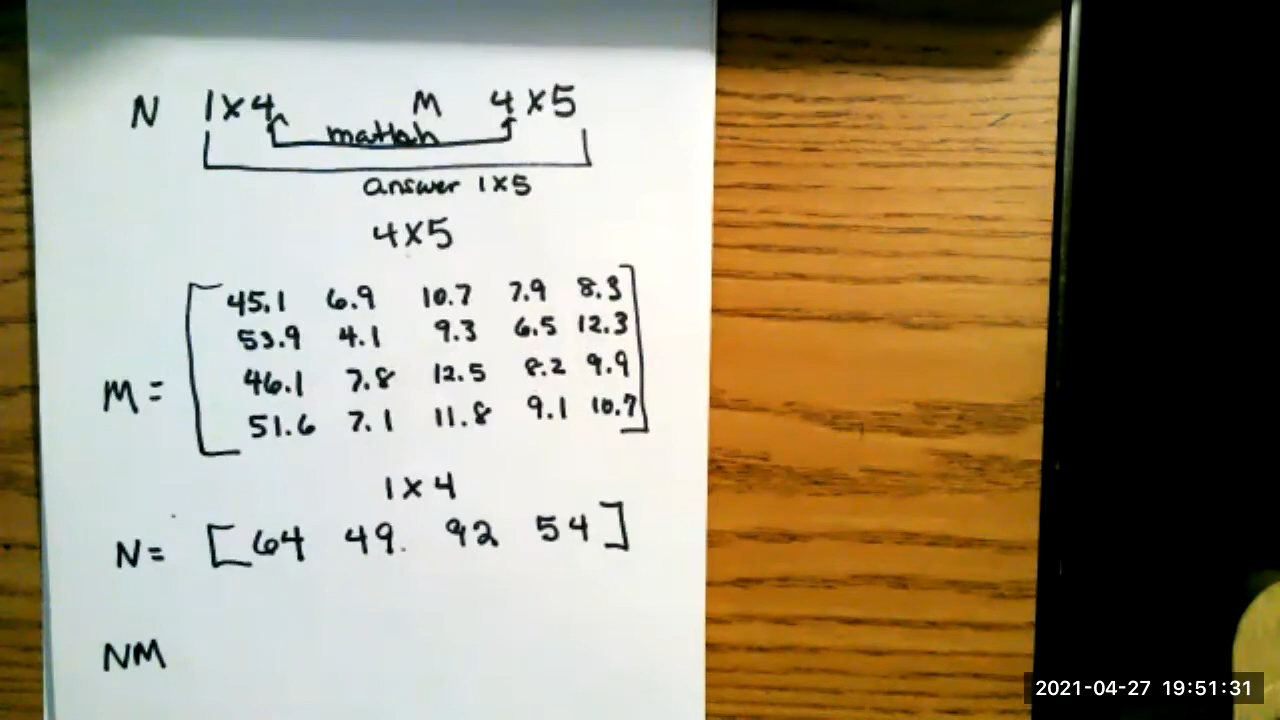 N 1x4 M 4x5
match
answer 1x5
4x5
45.1 6.9 10.7 7.9 8.3
53.9 4.1 9.3 6.5 12.3
M = 46.1 7.8 12.5 8.2 9.9
51.6 7.1 11.8 9.1 10.7
1x4
N = [64 49. 92 54]
NM
2021-04-27 19:51:31